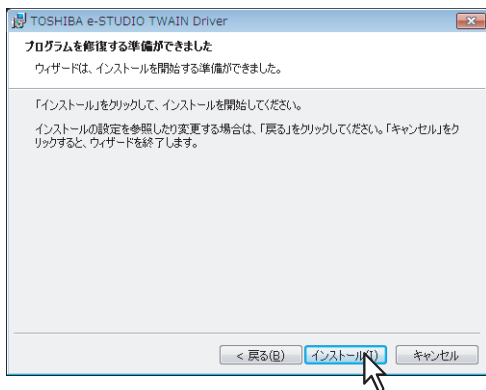 TOSHIBA e-STUDIO TWAIN Driver
プログラムを修復する準備ができました
ウィザードは、インストールを開始する準備ができました。
「インストール」をクリックして、インストールを開始してください。
インストールの設定を参照したり変更する場合は、「戻る」をクリックしてください。「キャンセル」をク
リックすると、ウィザードを終了します。
< 戻る(B)
インストール(I)
キャンセル